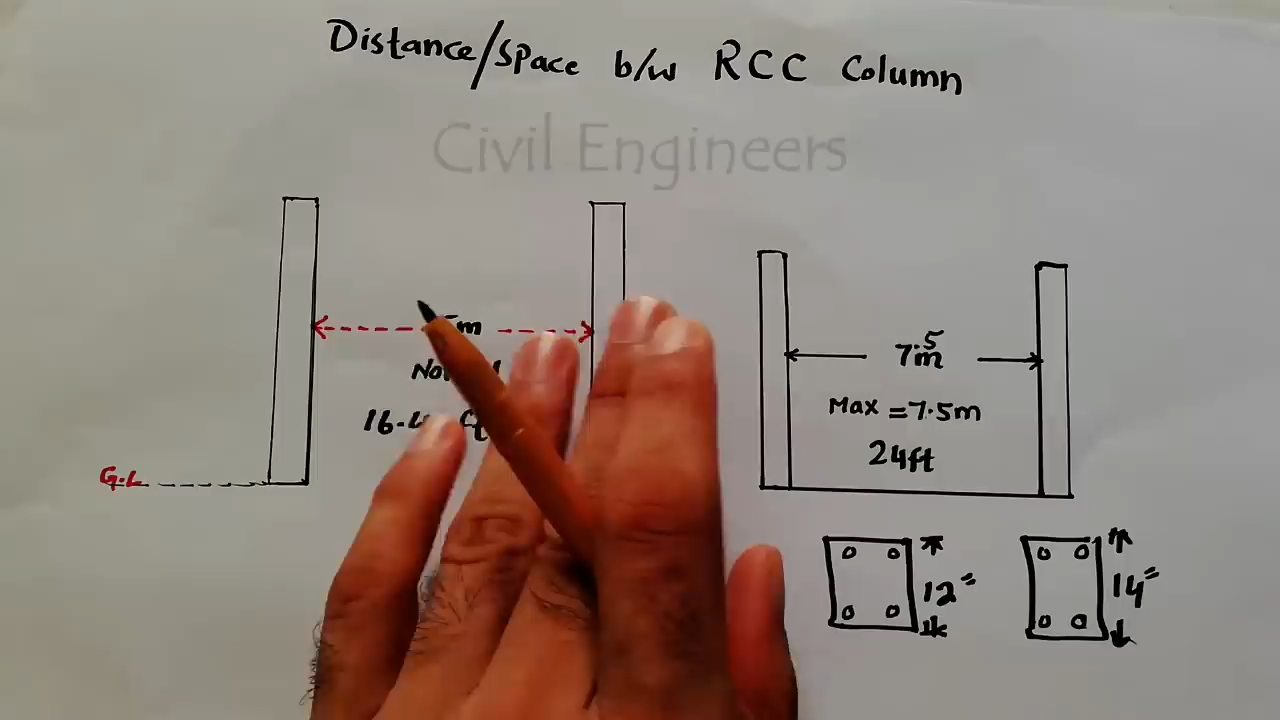 Distance/Space b/w RCC Column
Civil Engineers
G.L
7.5m
Max = 7.5m
24ft
12"
14"